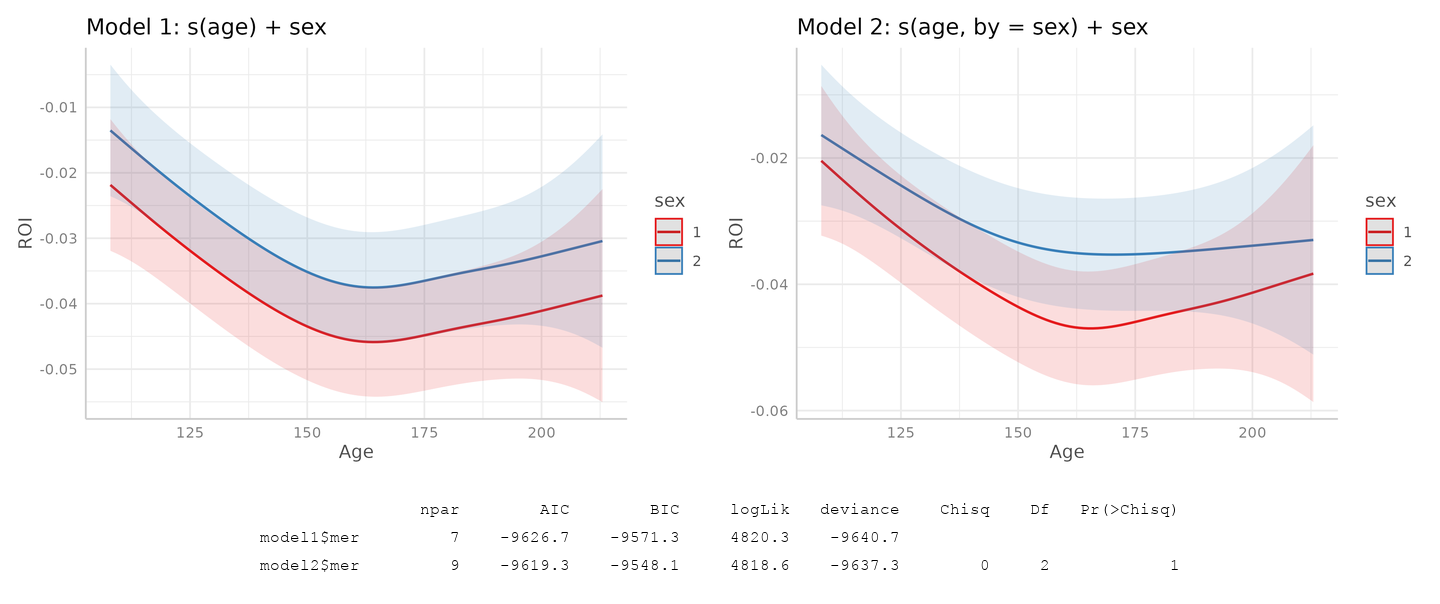 Model 1: s(age) + sex
-0.01
-0.02
-0.03
-0.04
-0.05
ROI
125 150 175 200
Age
sex
1
2
Model 2: s(age, by = sex) + sex
-0.02
-0.04
-0.06
ROI
125 150 175 200
Age
sex
1
2
npar AIC BIC logLik deviance Chisq Df Pr(>Chisq)
model1$mer 7 -9626.7 -9571.3 4820.3 -9640.7
model2$mer 9 -9619.3 -9548.1 4818.6 -9637.3 0 2 1